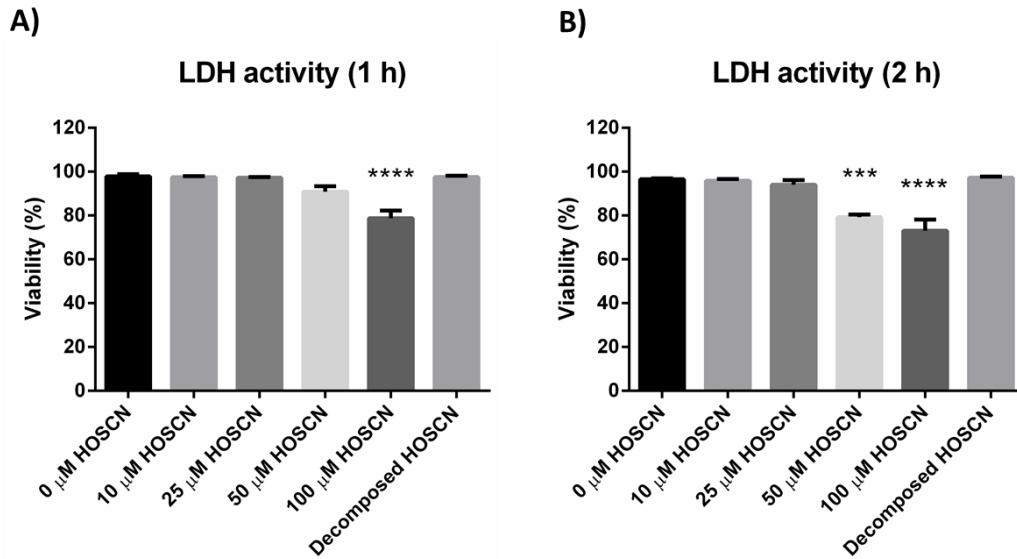 A)
LDH activity (1 h)
Viability (%)
120
100
80
60
40
20
0
****
0 μM HOSCN
10 μM HOSCN
25 μM HOSCN
50 μM HOSCN
100 μM HOSCN
Decomposed HOSCN
B)
LDH activity (2 h)
Viability (%)
120
100
80
60
40
20
0
***
****
0 μM HOSCN
10 μM HOSCN
25 μM HOSCN
50 μM HOSCN
100 μM HOSCN
Decomposed HOSCN